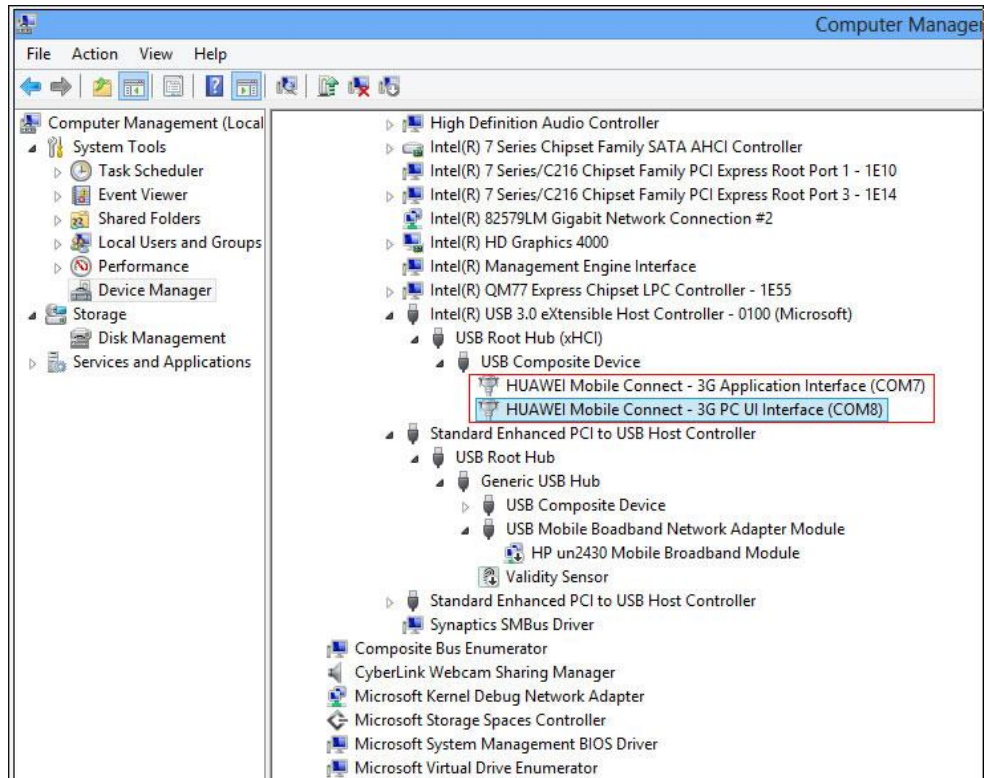 Computer Manager
File Action View Help
Computer Management (Local
System Tools
Task Scheduler
Event Viewer
Shared Folders
Local Users and Groups
Performance
Device Manager
Storage
Disk Management
Services and Applications
High Definition Audio Controller
Intel(R) 7 Series Chipset Family SATA AHCI Controller
Intel(R) 7 Series/C216 Chipset Family PCI Express Root Port 1 - 1E10
Intel(R) 7 Series/C216 Chipset Family PCI Express Root Port 3 - 1E14
Intel(R) 82579LM Gigabit Network Connection #2
Intel(R) HD Graphics 4000
Intel(R) Management Engine Interface
Intel(R) QM77 Express Chipset LPC Controller - 1E55
Intel(R) USB 3.0 eXtensible Host Controller - 0100 (Microsoft)
USB Root Hub (xHCI)
USB Composite Device
HUAWEI Mobile Connect - 3G Application Interface (COM7)
HUAWEI Mobile Connect - 3G PC UI Interface (COM8)
Standard Enhanced PCI to USB Host Controller
USB Root Hub
Generic USB Hub
USB Composite Device
USB Mobile Boadband Network Adapter Module
HP un2430 Mobile Broadband Module
Validity Sensor
Standard Enhanced PCI to USB Host Controller
Synaptics SMBus Driver
Composite Bus Enumerator
CyberLink Webcam Sharing Manager
Microsoft Kernel Debug Network Adapter
Microsoft Storage Spaces Controller
Microsoft System Management BIOS Driver
Microsoft Virtual Drive Enumerator